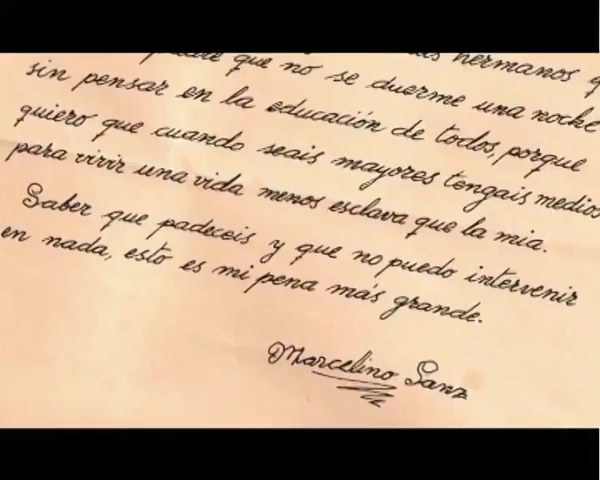 que no se duerme una noche
sin pensar en la educación de todos, porque
quiero que cuando seais mayores tengais medios
para vivir una vida menos esclava que la mia.
Saber que padeceis y que no puedo intervenir
en nada, esto es mi pena más grande.
Marcelino Sanz